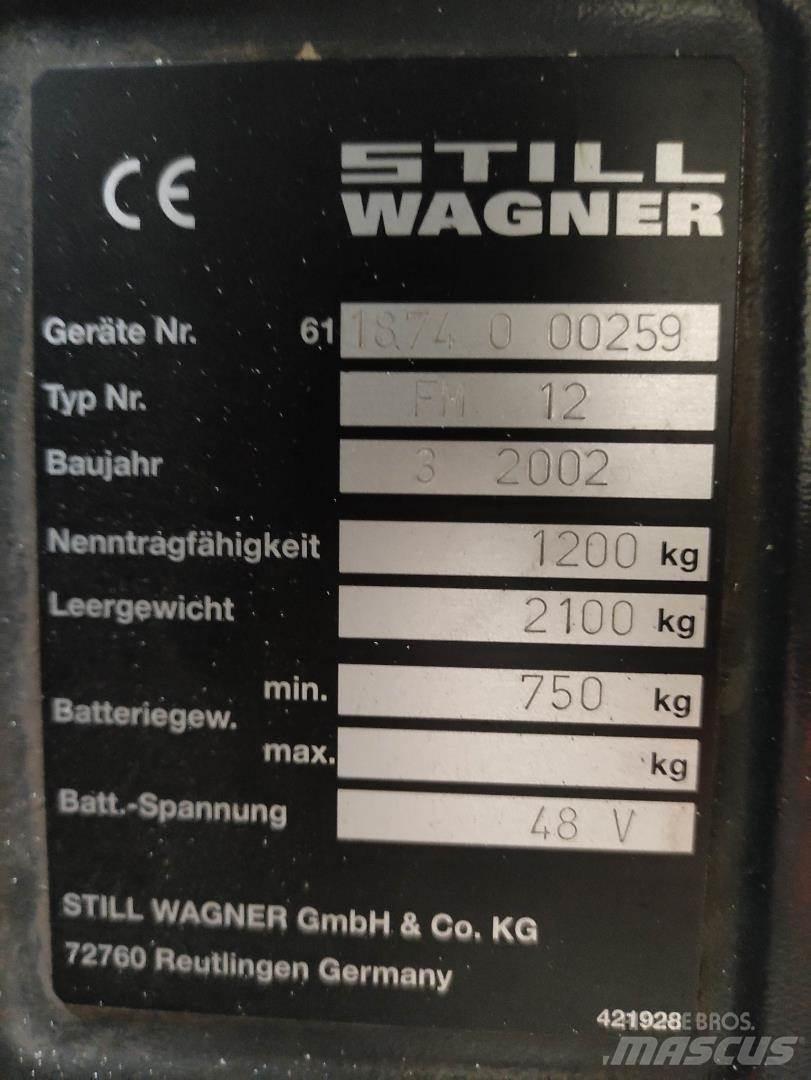 CE
STILL
WAGNER
Geräte Nr. 61 18.74 0 00259
Typ Nr. FM 12
Baujahr 3 2002
Nenntragfähigkeit 1200 kg
Leergewicht 2100 kg
Batteriegew. min. 750 kg
max. kg
Batt.-Spannung 48 V
STILL WAGNER GmbH & Co. KG
72760 Reutlingen Germany
421928
BROS.
MASCUS